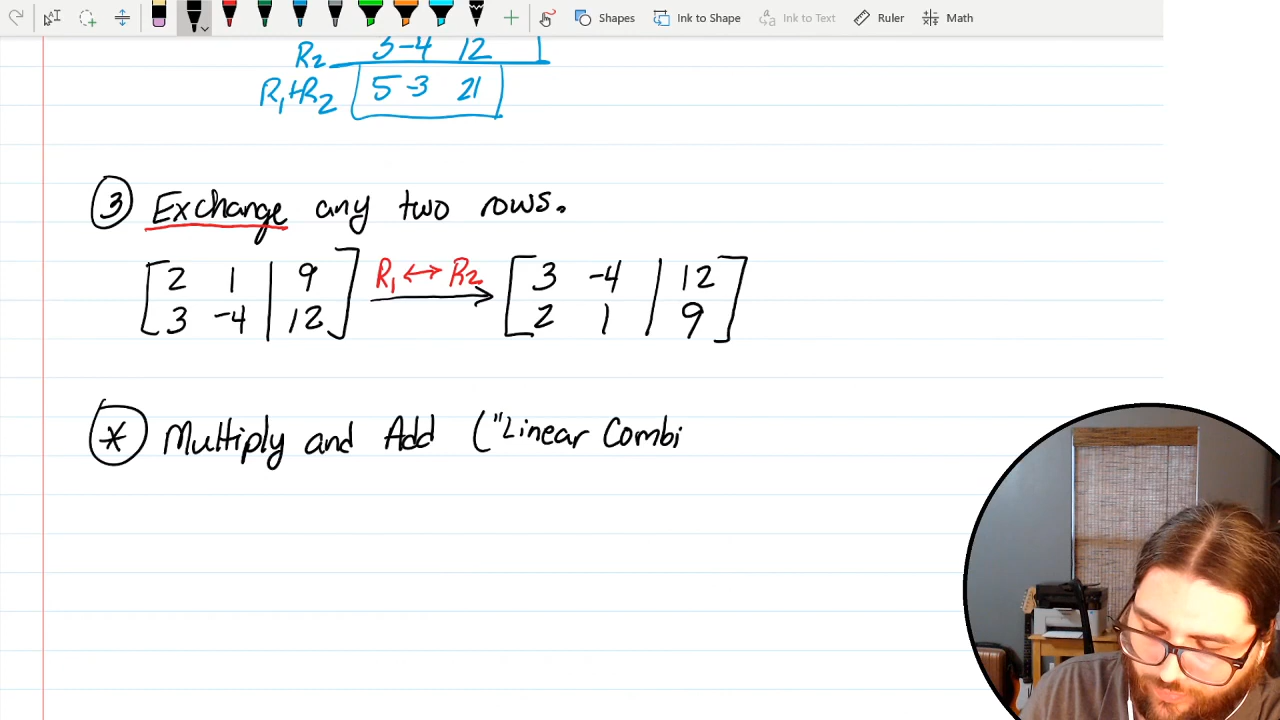 Shapes Ink to Shape Ink to Text Ruler Math
R2 3 -4 12
R1+R2 5 -3 21
③ Exchange any two rows.
2 1 | 9 R1 ↔ R2 3 -4 | 12
3 -4 | 12 2 1 | 9
* Multiply and Add ("Linear Combi